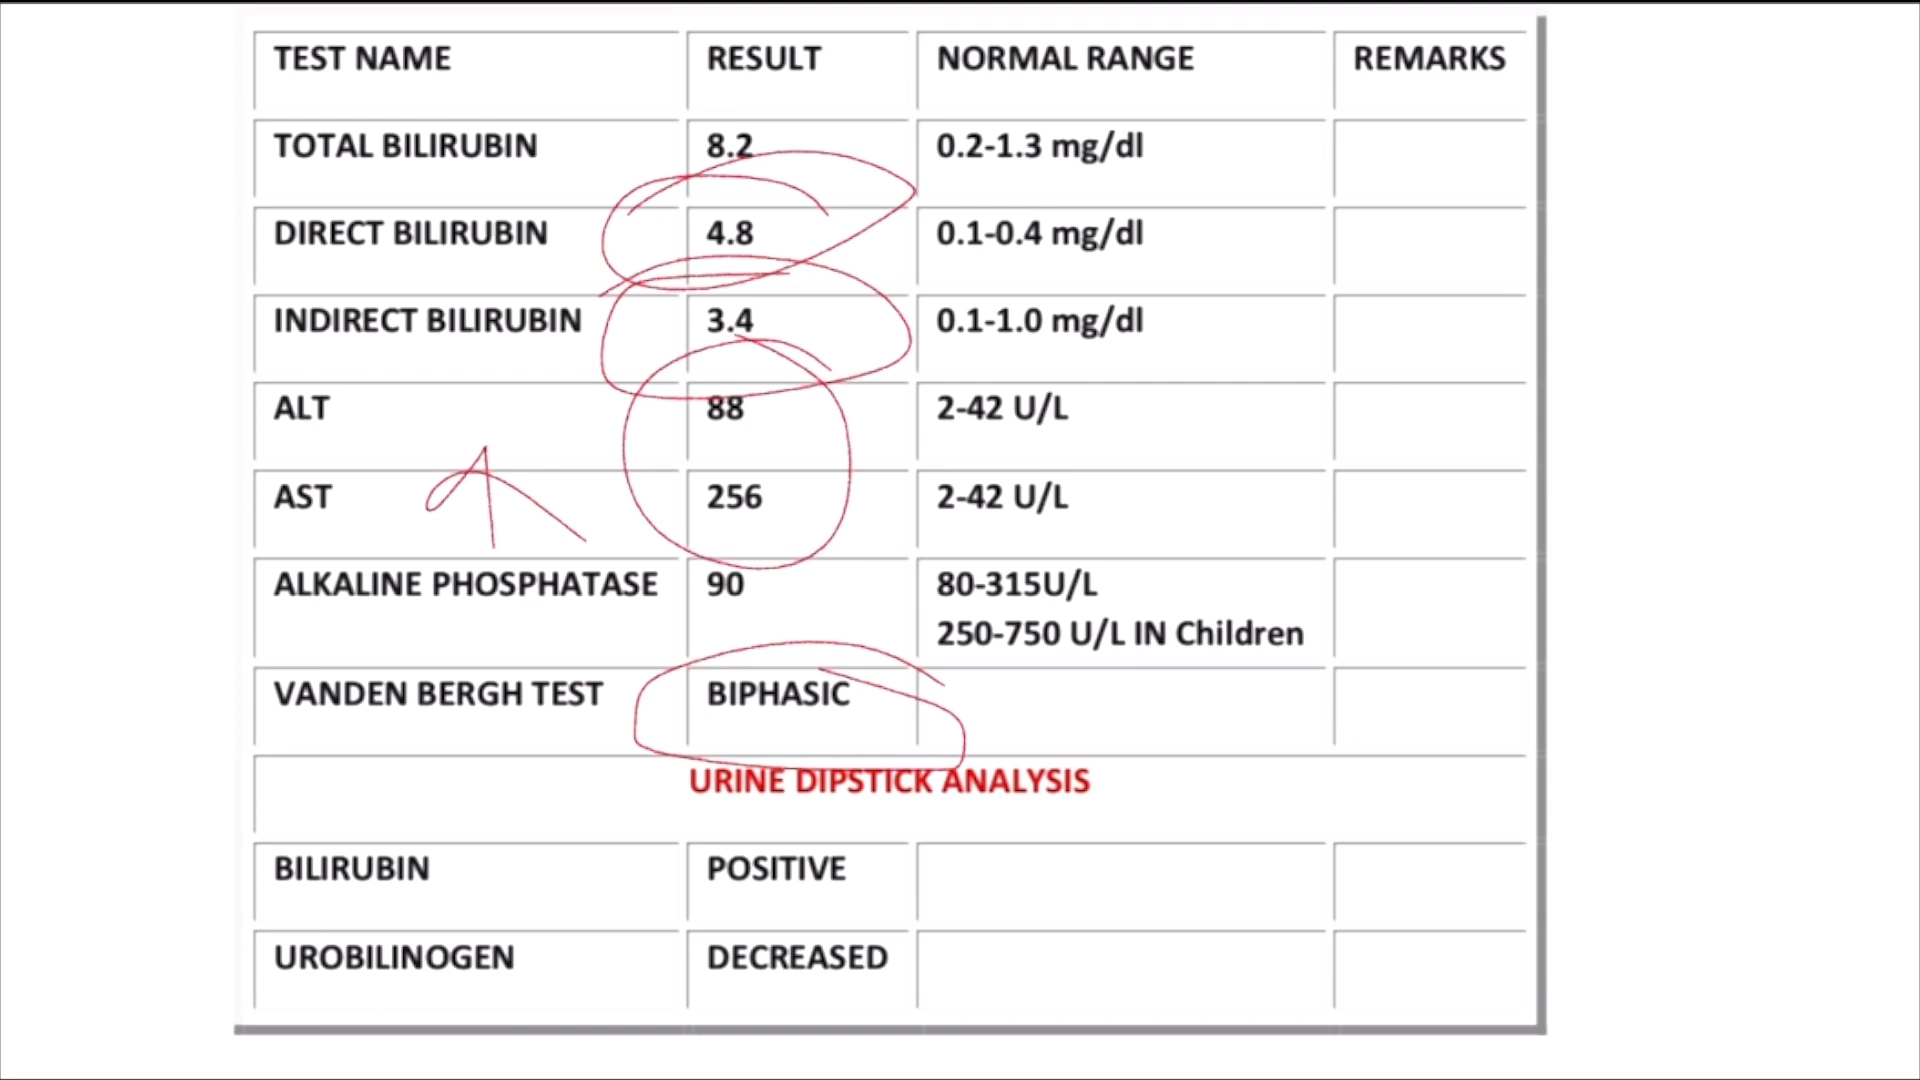 TEST NAME RESULT NORMAL RANGE REMARKS
TOTAL BILIRUBIN 8.2 0.2-1.3 mg/dl
DIRECT BILIRUBIN 4.8 0.1-0.4 mg/dl
INDIRECT BILIRUBIN 3.4 0.1-1.0 mg/dl
ALT 88 2-42 U/L
AST 256 2-42 U/L
ALKALINE PHOSPHATASE 90 80-315U/L
250-750 U/L IN Children
VANDEN BERGH TEST BIPHASIC
URINE DIPSTICK ANALYSIS
BILIRUBIN POSITIVE
UROBILINOGEN DECREASED